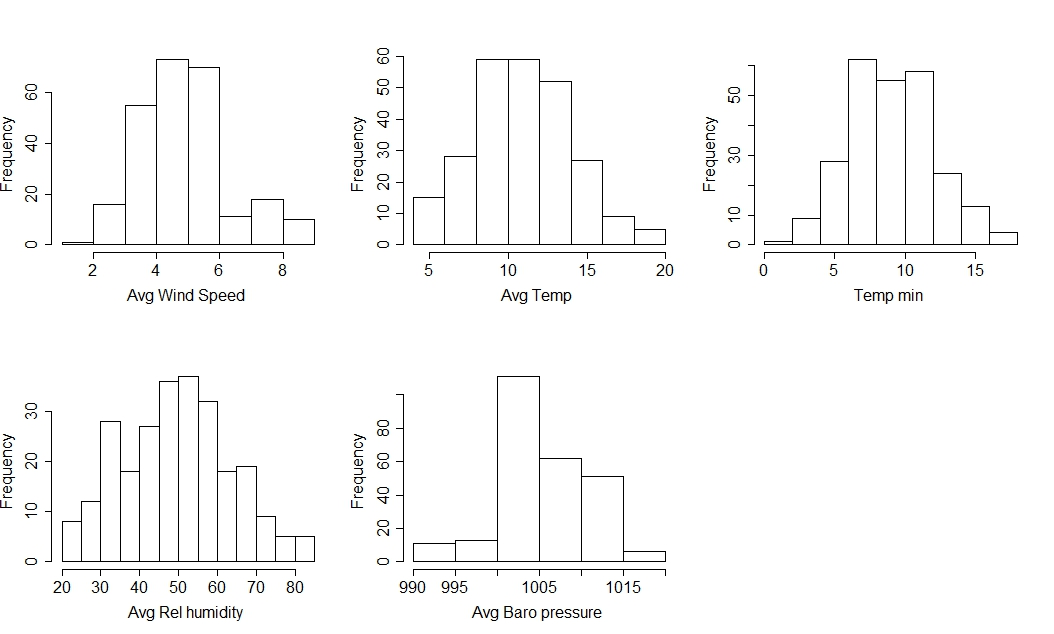 Frequency
0 20 40 60
2 4 6 8
Avg Wind Speed
Frequency
0 10 20 30 40 50 60
5 10 15 20
Avg Temp
Frequency
0 10 30 50
0 5 10 15
Temp min
Frequency
0 10 20 30
20 30 40 50 60 70 80
Avg Rel humidity
Frequency
0 20 40 60 80
990 995 1005 1015
Avg Baro pressure